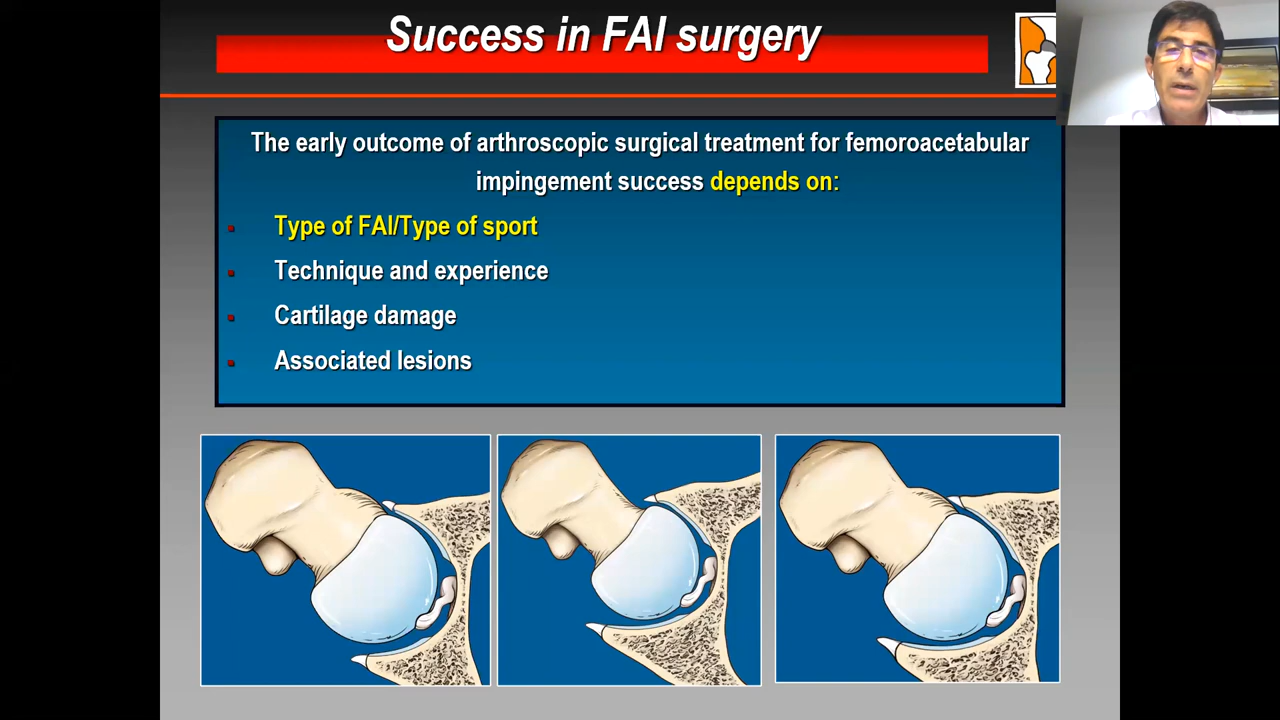 Success in FAI surgery
The early outcome of arthroscopic surgical treatment for femoroacetabular
impingement success depends on:
Type of FAI/Type of sport
Technique and experience
Cartilage damage
Associated lesions